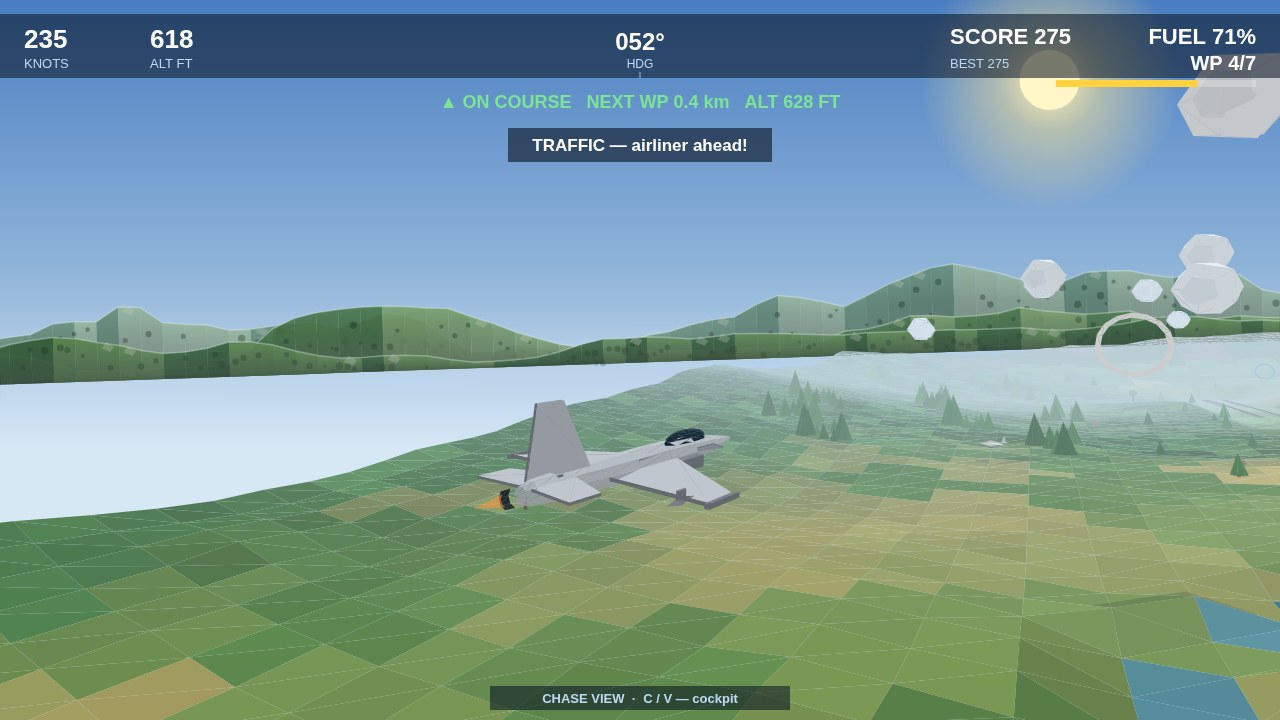 235
KNOTS
618
ALT FT
052°
HDG
SCORE 275
BEST 275
FUEL 71%
WP 4/7
▲ ON COURSE NEXT WP 0.4 km ALT 628 FT
TRAFFIC — airliner ahead!
CHASE VIEW · C / V — cockpit